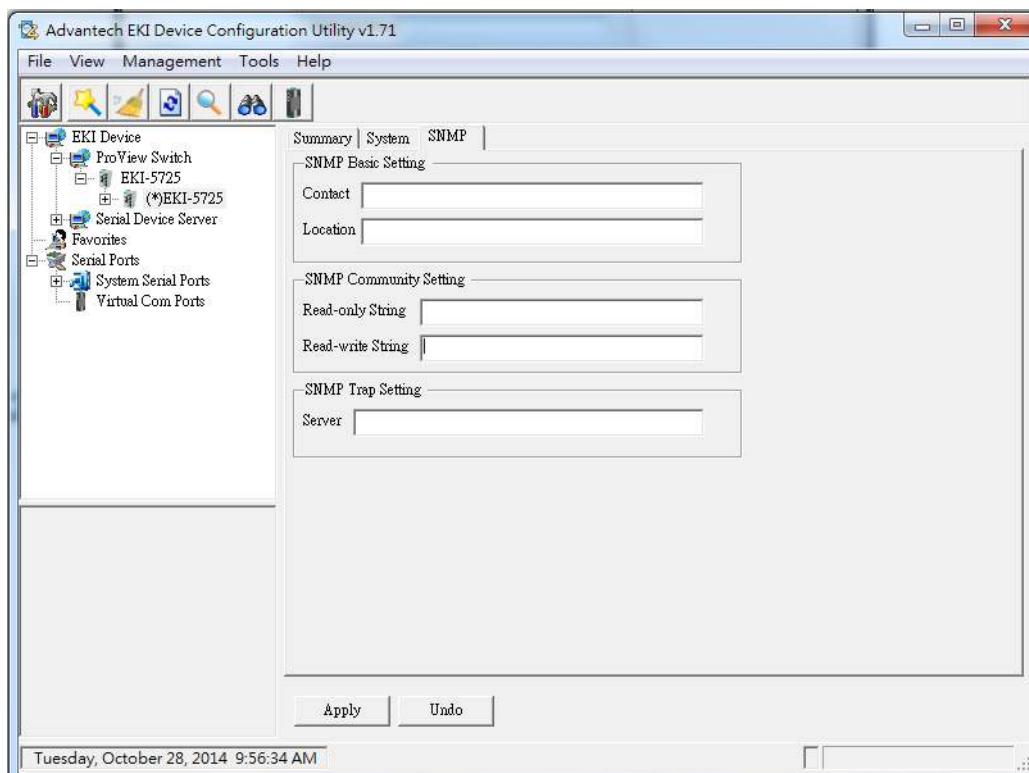 Advantech EKI Device Configuration Utility v1.71
File View Management Tools Help
EKI Device
ProView Switch
EKI-5725
(*)EKI-5725
Serial Device Server
Favorites
Serial Ports
System Serial Ports
Virtual Com Ports
Summary System SNMP
SNMP Basic Setting
Contact
Location
SNMP Community Setting
Read-only String
Read-write String
SNMP Trap Setting
Server
Apply Undo
Tuesday, October 28, 2014 9:56:34 AM